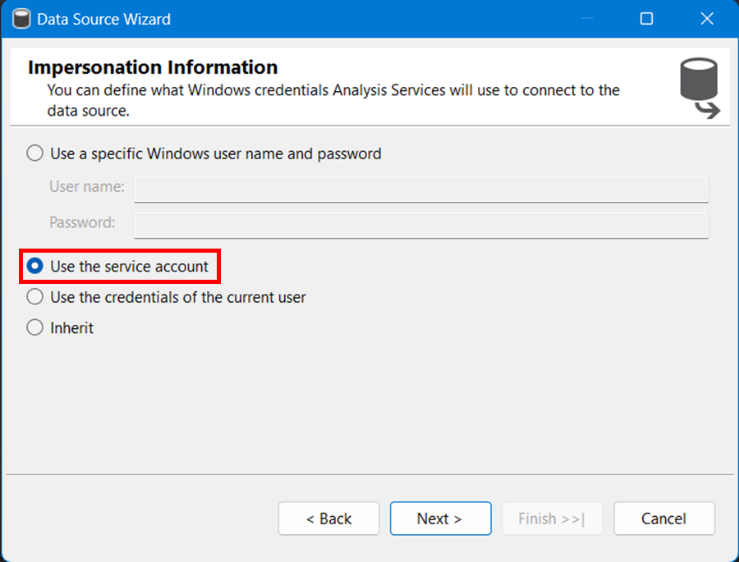 Data Source Wizard
Impersonation Information
You can define what Windows credentials Analysis Services will use to connect to the
data source.
Use a specific Windows user name and password
User name:
Password:
Use the service account
Use the credentials of the current user
Inherit
< Back
Next >
Finish >>|
Cancel